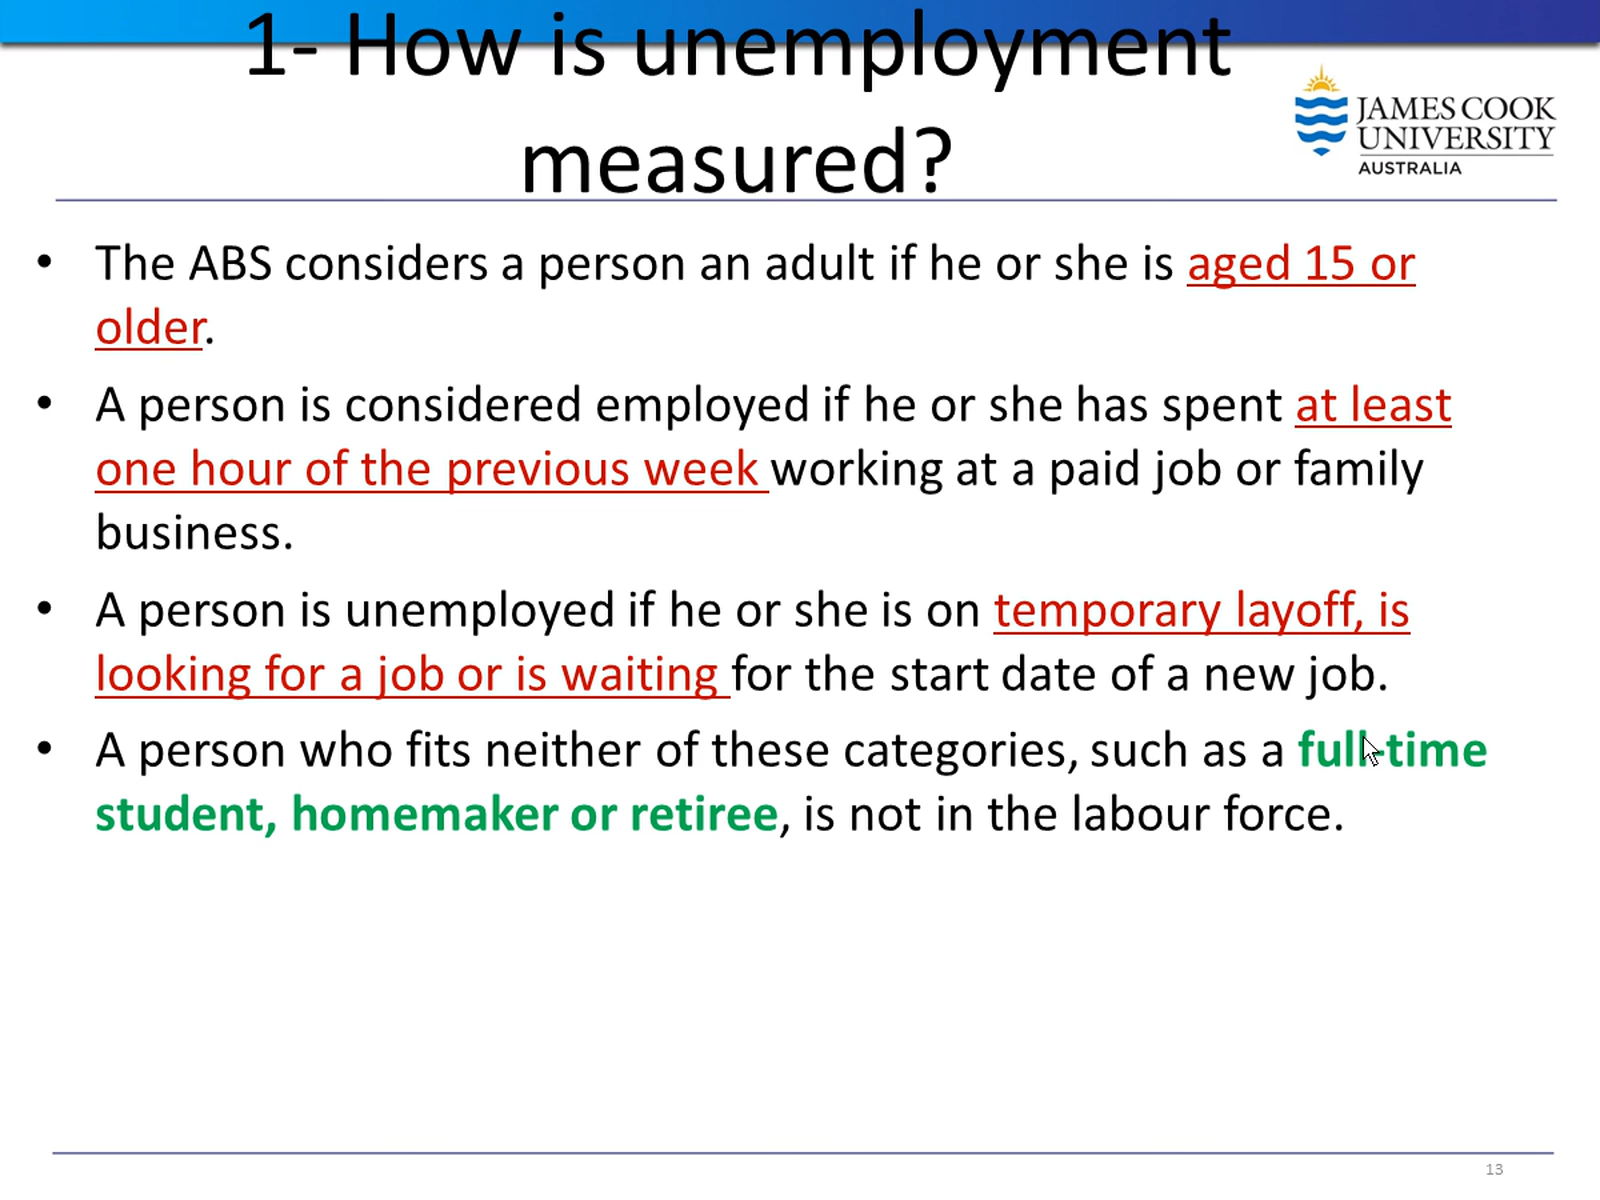 1- How is unemployment
measured?
JAMES COOK
UNIVERSITY
AUSTRALIA
• The ABS considers a person an adult if he or she is aged 15 or
older.
• A person is considered employed if he or she has spent at least
one hour of the previous week working at a paid job or family
business.
• A person is unemployed if he or she is on temporary layoff, is
looking for a job or is waiting for the start date of a new job.
• A person who fits neither of these categories, such as a full-time
student, homemaker or retiree, is not in the labour force.
13